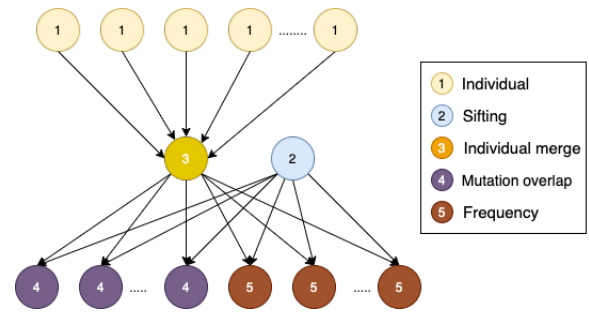 1 1 1 1 ........ 1
3 2
4 4 ..... 4 5 5 ..... 5
1 Individual
2 Sifting
3 Individual merge
4 Mutation overlap
5 Frequency